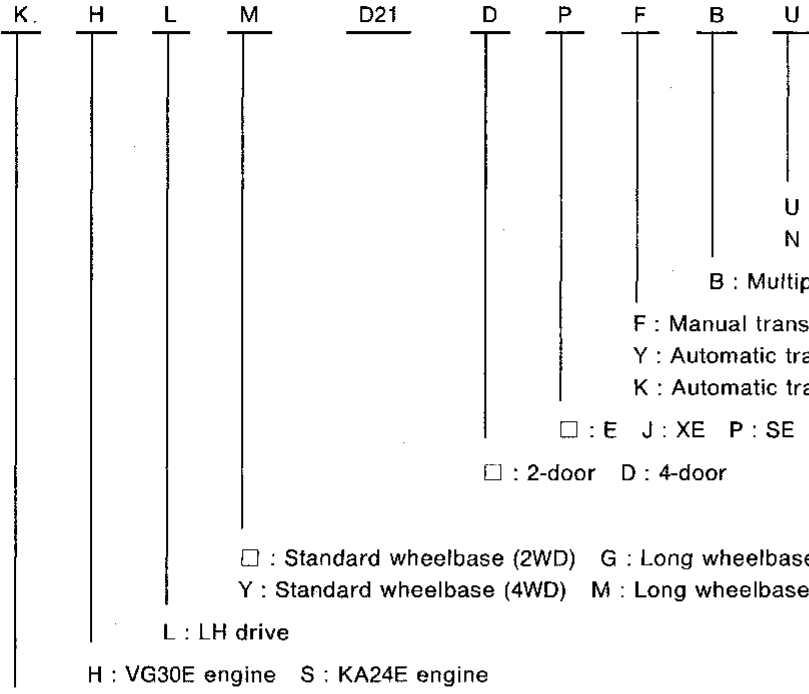 K. H L M D21 D P F B U
U
N
B : Multip
F : Manual trans
Y : Automatic tra
K : Automatic tra
□ : E J : XE P : SE
□ : 2-door D : 4-door
□ : Standard wheelbase (2WD) G : Long wheelbase
Y : Standard wheelbase (4WD) M : Long wheelbase
L : LH drive
H : VG30E engine S : KA24E engine